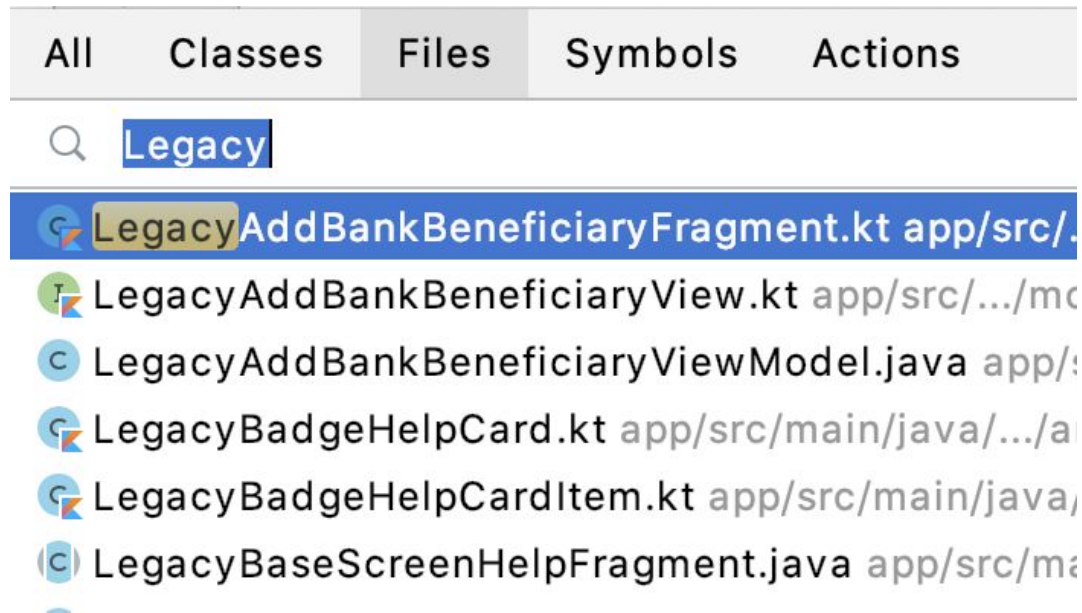 All Classes Files Symbols Actions
Legacy
LegacyAddBankBeneficiaryFragment.kt app/src/.
LegacyAddBankBeneficiaryView.kt app/src/.../mo
LegacyAddBankBeneficiaryViewModel.java app/s
LegacyBadgeHelpCard.kt app/src/main/java/.../a
LegacyBadgeHelpCardItem.kt app/src/main/java/
LegacyBaseScreenHelpFragment.java app/src/ma